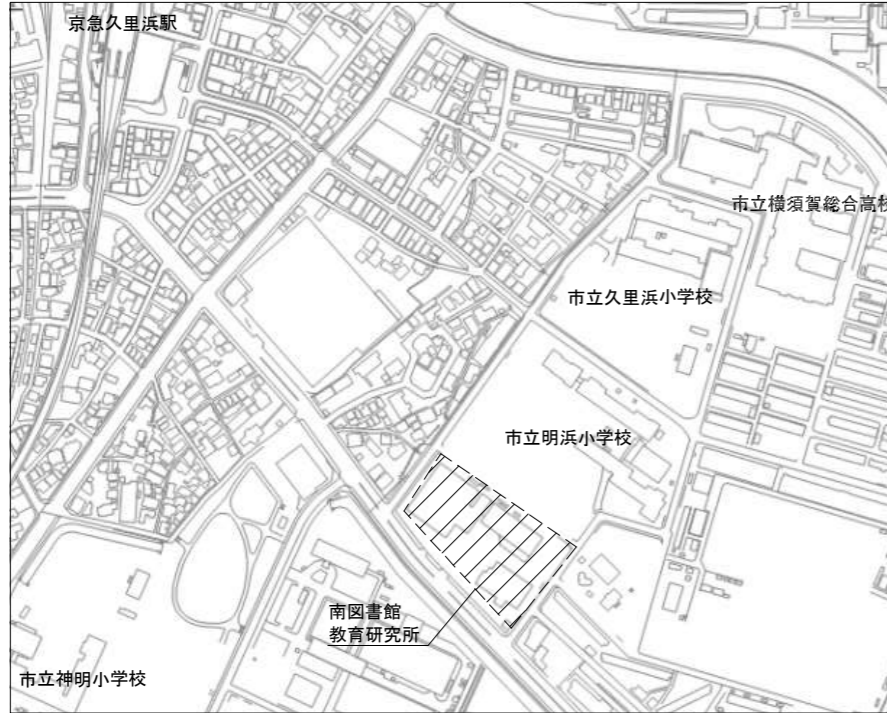 京急久里浜駅
市立横須賀総合高校
市立久里浜小学校
市立明浜小学校
南図書館
教育研究所
市立神明小学校